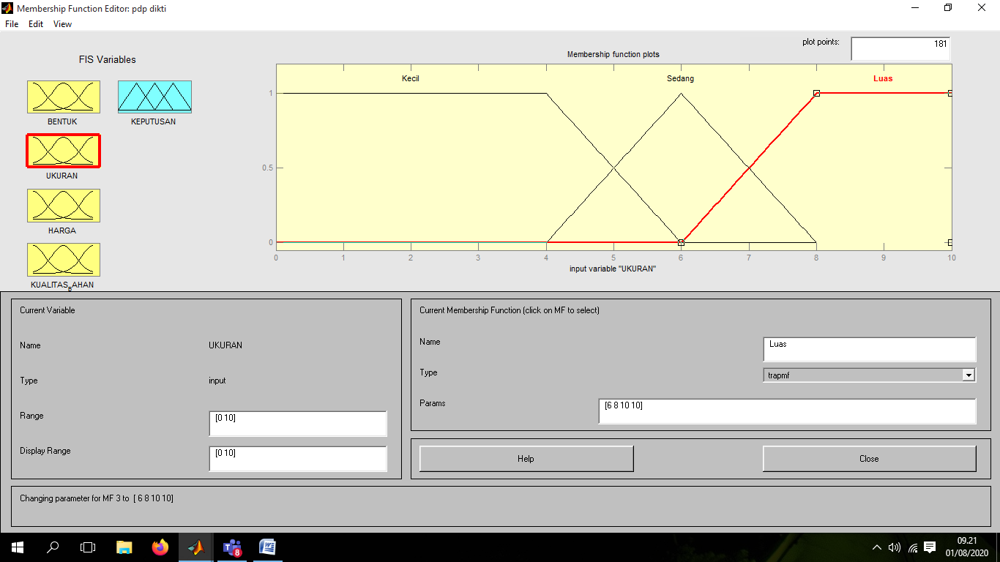 Membership Function Editor: pdp dikti
File Edit View
FIS Variables
BENTUK
KEPUTUSAN
UKURAN
HARGA
KUALITAS_BAHAN
plot points:
181
Membership function plots
Kecil
Sedang
Luas
1
0.5
0
0 1 2 3 4 5 6 7 8 9 10
input variable "UKURAN"
Current Variable
Name UKURAN
Type input
Range [0 10]
Display Range [0 10]
Current Membership Function (click on MF to select)
Name Luas
Type trapmf
Params [6 8 10 10]
Help
Close
Changing parameter for MF 3 to [ 6 8 10 10]
8
09.21
01/08/2020